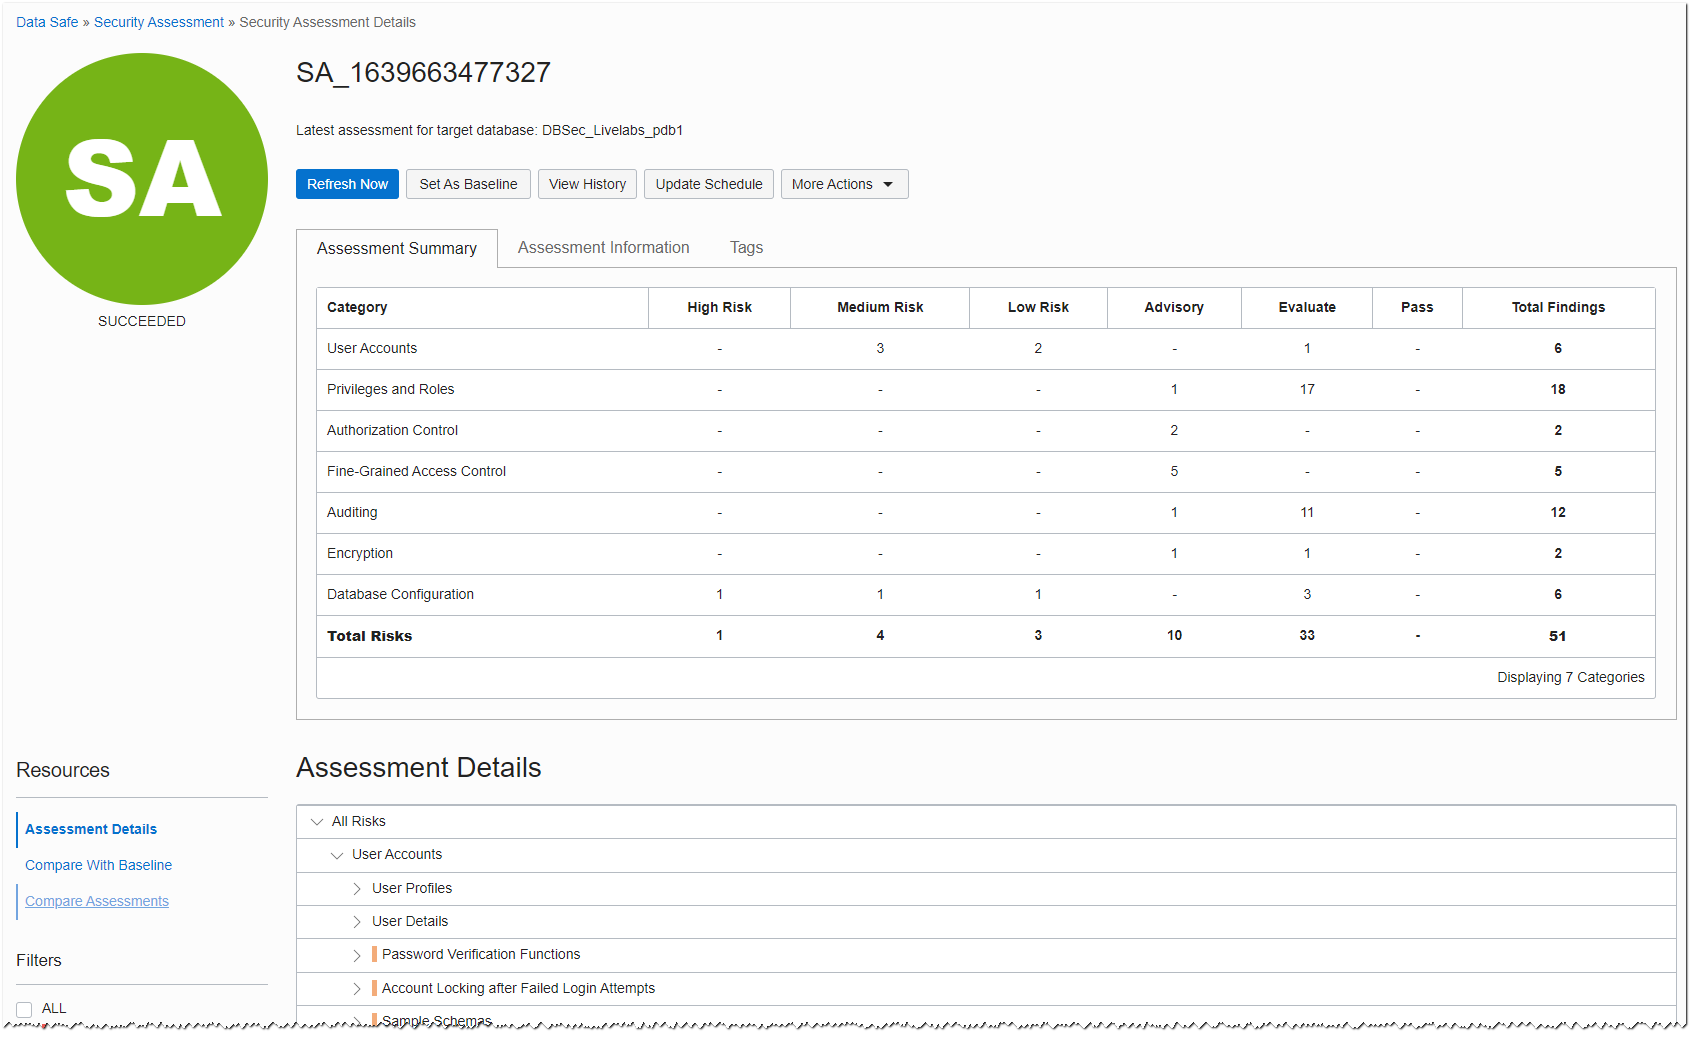 Data Safe » Security Assessment » Security Assessment Details
SA
SUCCEEDED
SA_1639663477327
Latest assessment for target database: DBSec_Livelabs_pdb1
Refresh Now Set As Baseline View History Update Schedule More Actions
Assessment Summary Assessment Information Tags
Category High Risk Medium Risk Low Risk Advisory Evaluate Pass Total Findings
User Accounts - 3 2 - 1 - 6
Privileges and Roles - - - 1 17 - 18
Authorization Control - - - 2 - - 2
Fine-Grained Access Control - - - 5 - - 5
Auditing - - - 1 11 - 12
Encryption - - - 1 1 - 2
Database Configuration 1 1 1 - 3 - 6
Total Risks 1 4 3 10 33 - 51
Displaying 7 Categories
Resources
Assessment Details
Compare With Baseline
Compare Assessments
Filters
ALL
Assessment Details
All Risks
User Accounts
User Profiles
User Details
Password Verification Functions
Account Locking after Failed Login Attempts
Sample Schemas